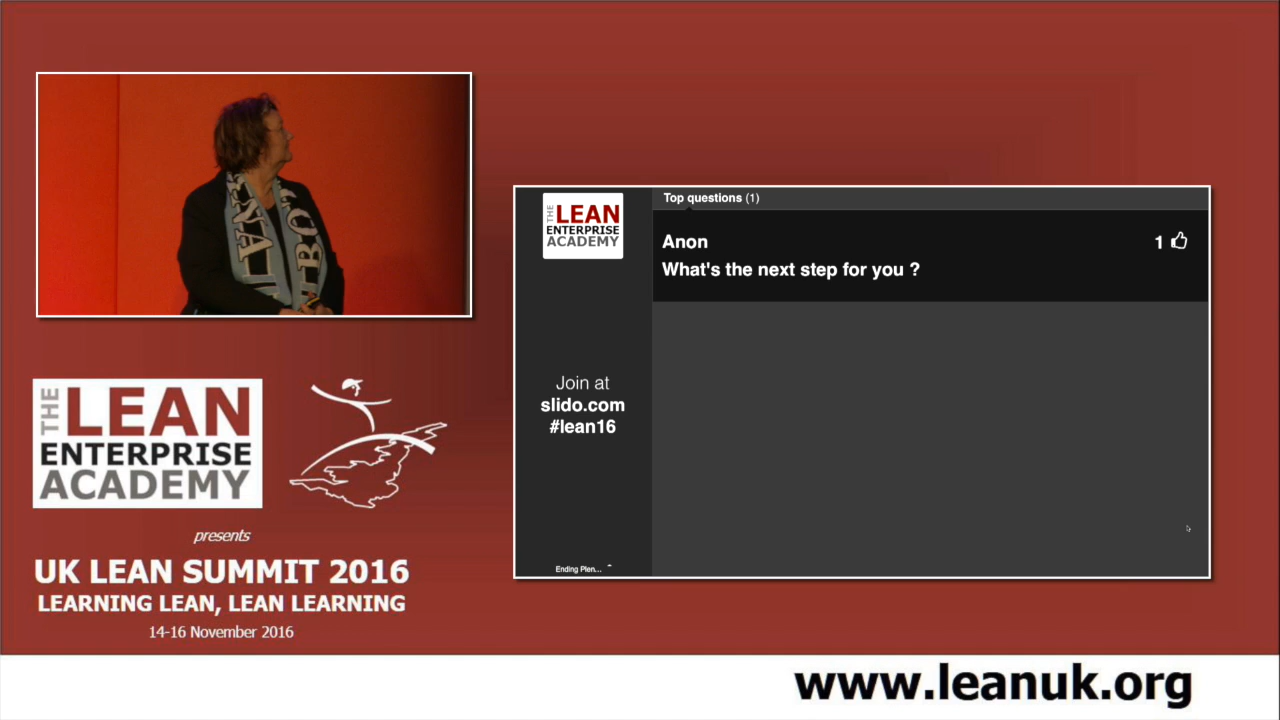 THE LEAN
ENTERPRISE
ACADEMY
Top questions (1)
Anon
1
What's the next step for you ?
Join at
slido.com
#lean16
Ending Plen...
THE LEAN
ENTERPRISE
ACADEMY
presents
UK LEAN SUMMIT 2016
LEARNING LEAN, LEAN LEARNING
14-16 November 2016
www.leanuk.org